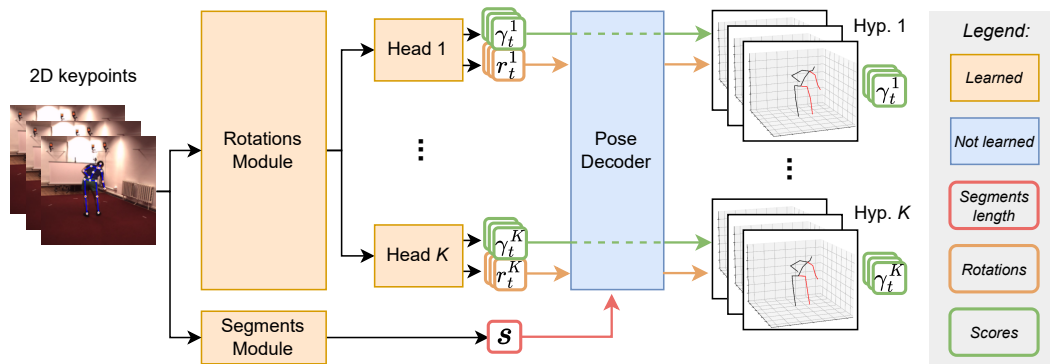 2D keypoints
Rotations
Module
Segments
Module
Head 1
γ_t^1
r_t^1
⋮
Head K
γ_t^K
r_t^K
s
Pose
Decoder
Hyp. 1
γ_t^1
⋮
Hyp. K
γ_t^K
Legend:
Learned
Not learned
Segments
length
Rotations
Scores